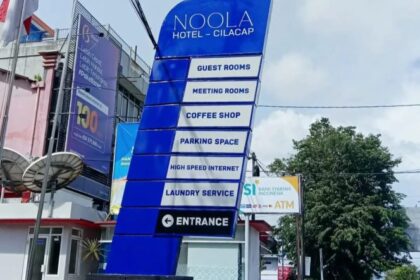 NOOLA
HOTEL – CILACAP
GUEST ROOMS
MEETING ROOMS
COFFEE SHOP
PARKING SPACE
HIGH SPEED INTERNET
LAUNDRY SERVICE
ENTRANCE
100
BANK SYARIAH
INDONESIA
ATM